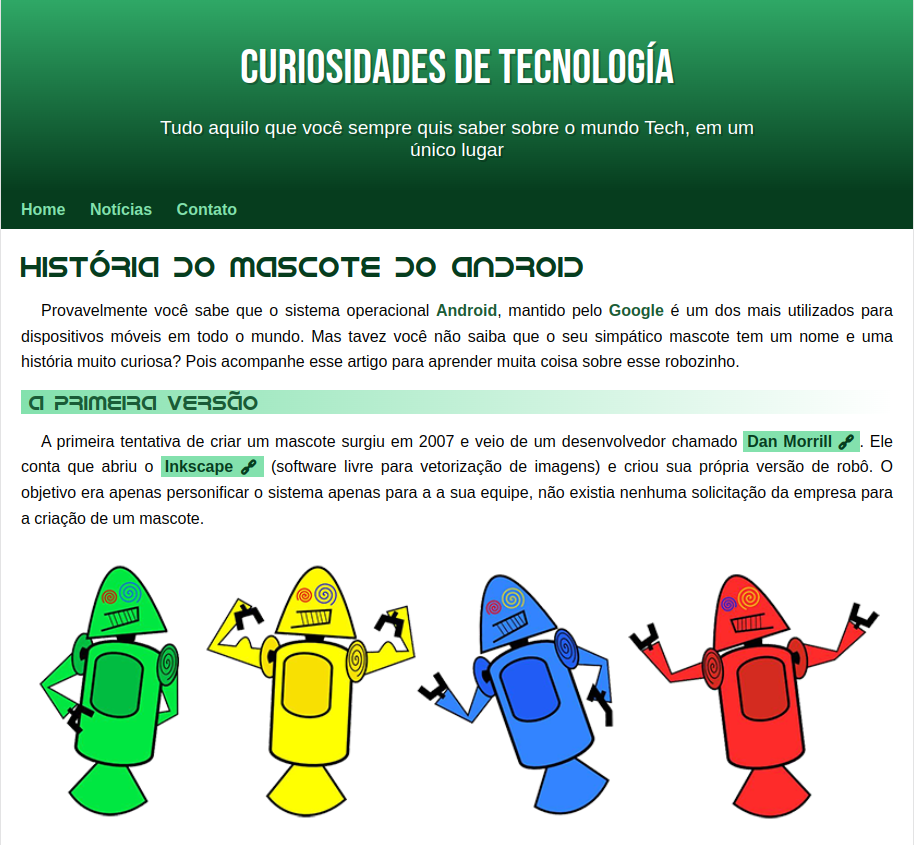 CURIOSIDADES DE TECNOLOGÍA
Tudo aquilo que você sempre quis saber sobre o mundo Tech, em um
único lugar
Home Notícias Contato
HISTÓRIA DO MASCOTE DO ANDROID
Provavelmente você sabe que o sistema operacional Android, mantido pelo Google é um dos mais utilizados para
dispositivos móveis em todo o mundo. Mas tavez você não saiba que o seu simpático mascote tem um nome e uma
história muito curiosa? Pois acompanhe esse artigo para aprender muita coisa sobre esse robozinho.
A PRIMEIRA VERSÃO
A primeira tentativa de criar um mascote surgiu em 2007 e veio de um desenvolvedor chamado Dan Morrill. Ele
conta que abriu o Inkscape (software livre para vetorização de imagens) e criou sua própria versão de robô. O
objetivo era apenas personificar o sistema apenas para a a sua equipe, não existia nenhuma solicitação da empresa para
a criação de um mascote.